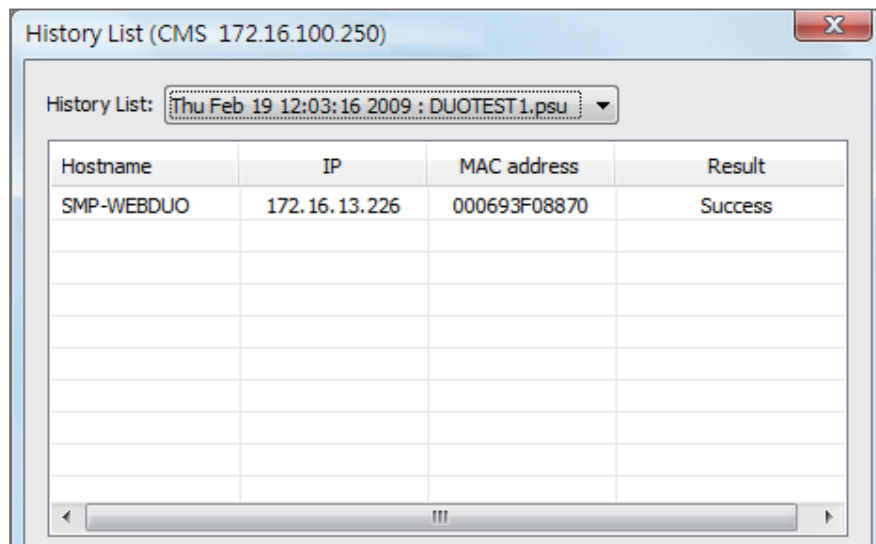 History List (CMS 172.16.100.250)
History List: Thu Feb 19 12:03:16 2009 : DUOTEST1.psu
Hostname IP MAC address Result
SMP-WEBDUO 172.16.13.226 000693F08870 Success